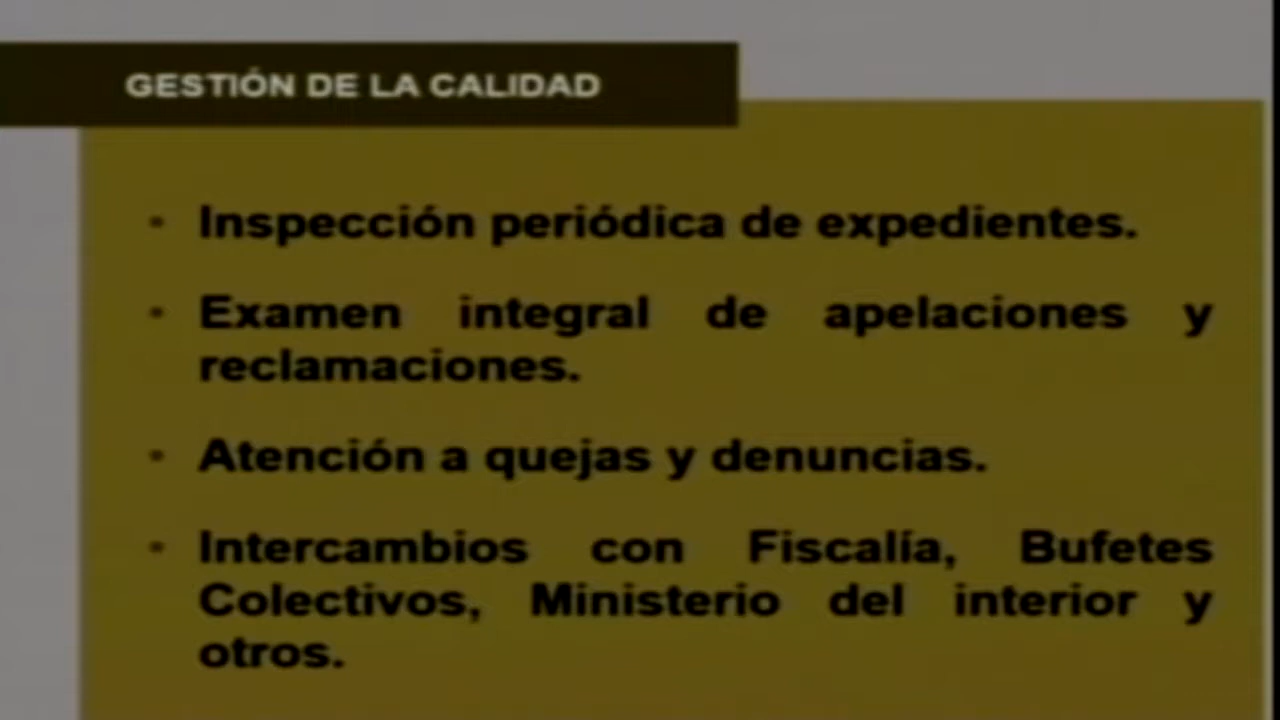 GESTIÓN DE LA CALIDAD
• Inspección periódica de expedientes.
• Examen integral de apelaciones y
reclamaciones.
• Atención a quejas y denuncias.
• Intercambios con Fiscalía, Bufetes
Colectivos, Ministerio del interior y
otros.